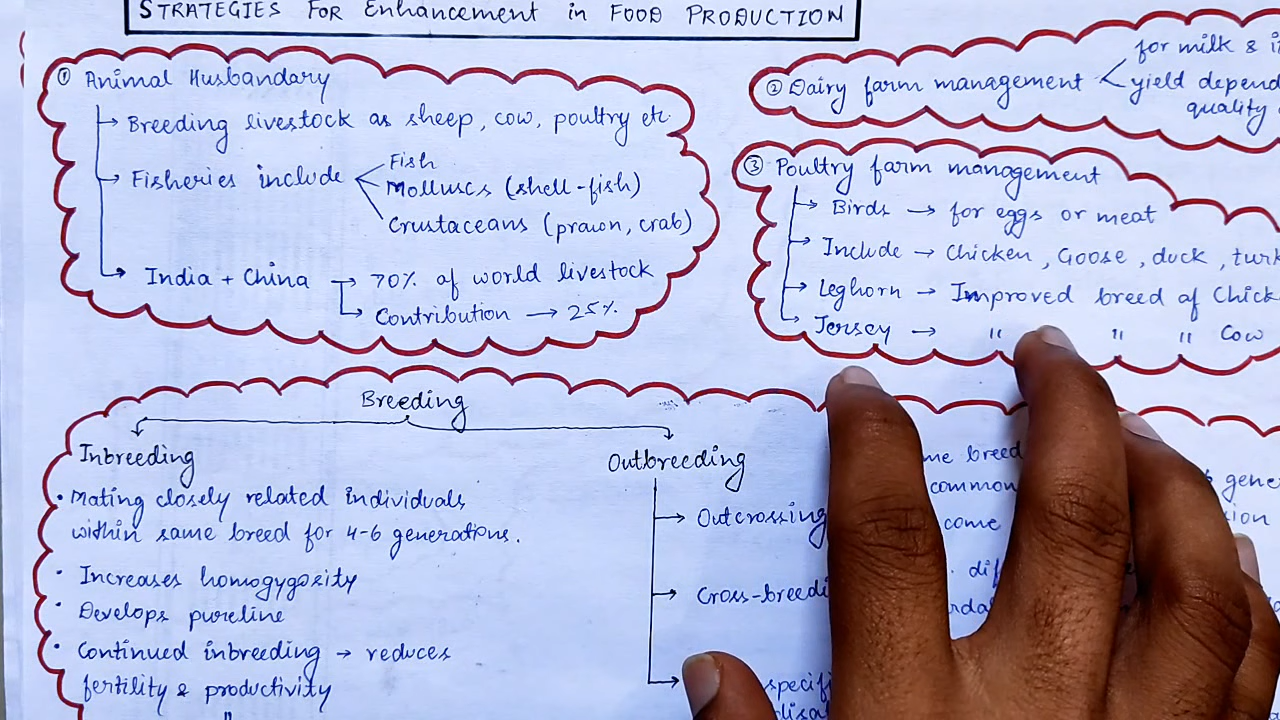 STRATEGIES FOR Enhancement in FOOD PRODUCTION
① Animal Husbandary
Breeding livestock as sheep, cow, poultry etc.
Fisheries include
Fish
Molluscs (shell-fish)
Crustaceans (prawn, crab)
India + China → 70% of world livestock
Contribution → 25%
② Dairy farm management
for milk &
yield
quality
③ Poultry farm management
Birds → for eggs or meat
Include → Chicken, Goose, duck,
Leghorn → Improved breed of
Jersey → " " " Cow
Breeding
Inbreeding
• Mating closely related individuals
within same breed for 4-6 generations.
• Increases homogygozity
• Develops pureline
• Continued inbreeding → reduces
fertility & productivity
"
Outbreeding
Outcrossing
breed
common
come